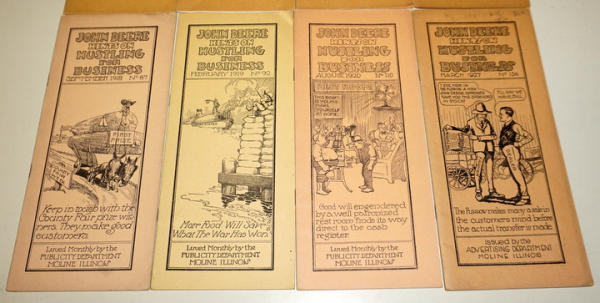 JOHN DEERE
HINTS ON
HUSTLING
FOR
BUSINESS
SEPTEMBER 1918 No 87
Keep in touch with the
County Fair prize win-
ners. They make good
customers.
Issued Monthly by the
PUBLICITY DEPARTMENT
MOLINE ILLINOIS
JOHN DEERE
HINTS ON
HUSTLING
FOR
BUSINESS
FEBRUARY 1919 No 92
More Food Will Save
What The War Has Won
Issued Monthly by the
PUBLICITY DEPARTMENT
MOLINE ILLINOIS
JOHN DEERE
HINTS ON
HUSTLING
FOR
BUSINESS
AUGUST 1920 No 110
REST ROOM
Good will engendered
by a well patronized
rest room finds its way
direct to the cash
register.
Issued Monthly by the
PUBLICITY DEPARTMENT
MOLINE ILLINOIS
JOHN DEERE
HINTS ON
HUSTLING
FOR
BUSINESS
MARCH 1927
makes many a sale in
the customers mind before
the actual transfer is made.
Issued by the
ADVERTISING DEPARTMENT
MOLINE ILLINOIS